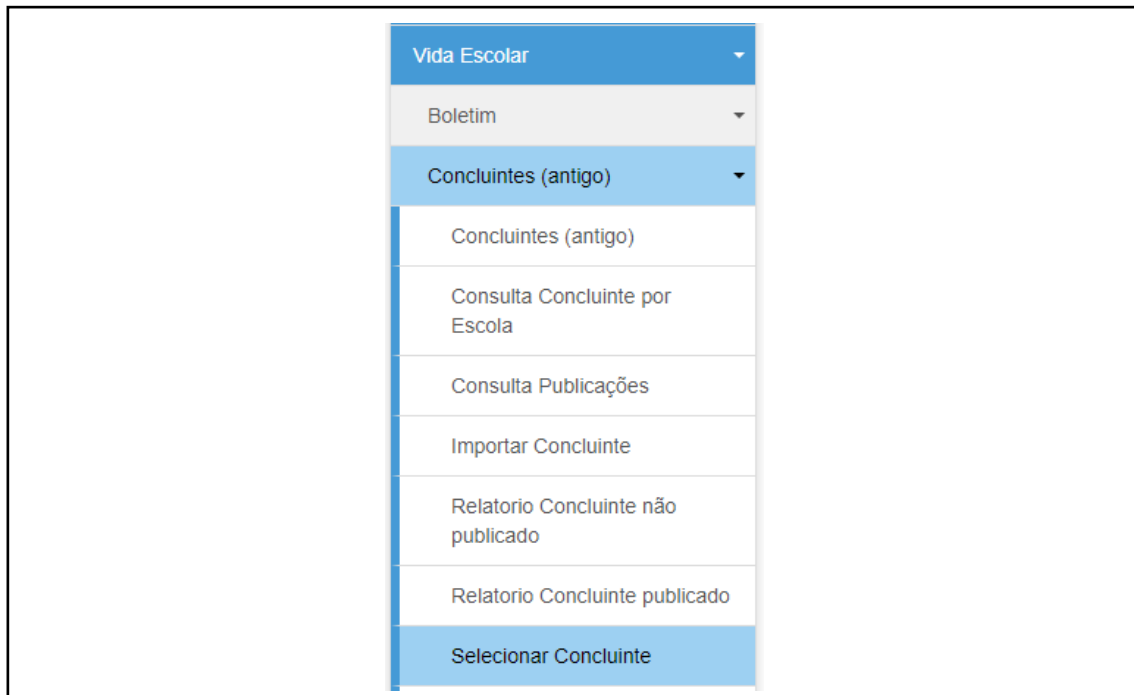 Vida Escolar
Boletim
Concluintes (antigo)
Concluintes (antigo)
Consulta Concluinte por
Escola
Consulta Publicações
Importar Concluinte
Relatorio Concluinte não
publicado
Relatorio Concluinte publicado
Selecionar Concluinte